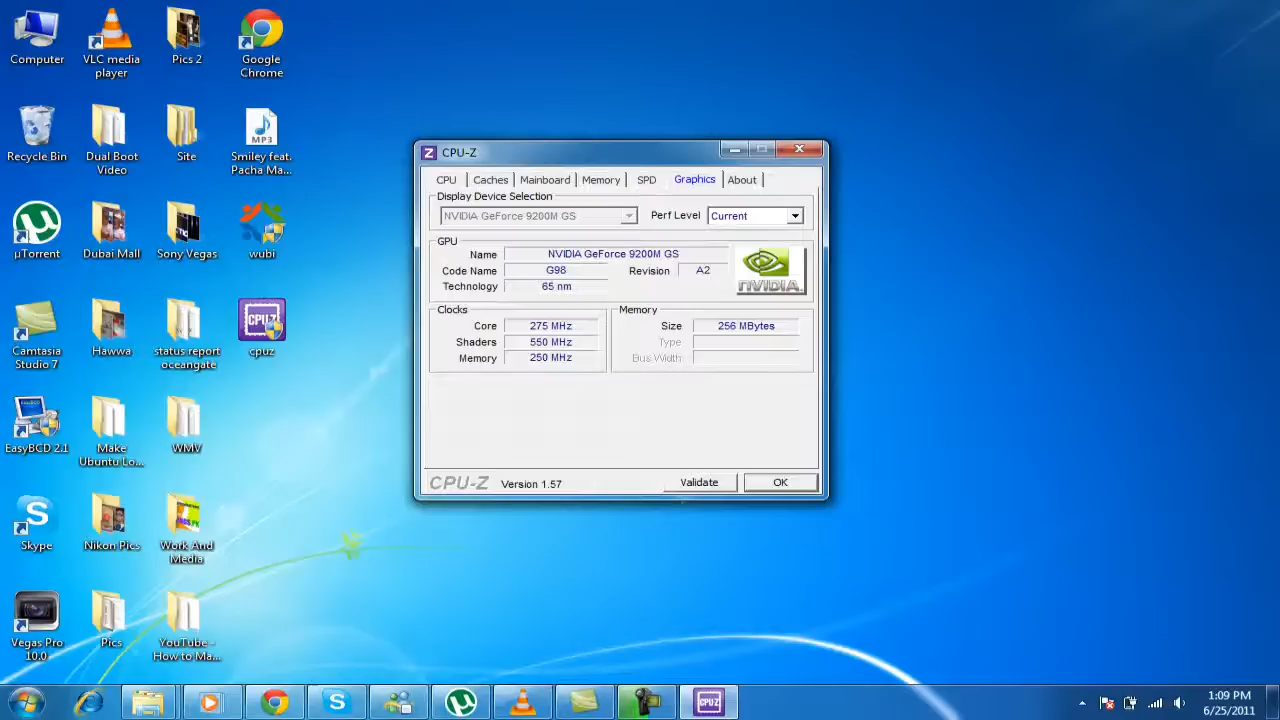 Computer
VLC media
player
Pics 2
Google
Chrome
Recycle Bin
Dual Boot
Video
Site
MP3
Smiley feat.
Pacha Ma...
µTorrent
Dubai Mall
Sony Vegas
wubi
Camtasia
Studio 7
Hawwa
status report
oceangate
CPU-Z
cpuz
EasyBCD 2.1
Make
Ubuntu Lo...
WMV
Skype
Nikon Pics
Work And
Media
Vegas Pro
10.0
Pics
YouTube -
How to Ma...
CPU-Z
CPU
Caches
Mainboard
Memory
SPD
Graphics
About
Display Device Selection
NVIDIA GeForce 9200M GS
Perf Level
Current
GPU
Name
NVIDIA GeForce 9200M GS
Code Name
G98
Revision
A2
Technology
65 nm
NVIDIA.
Clocks
Core
275 MHz
Shaders
550 MHz
Memory
250 MHz
Memory
Size
256 MBytes
Type
Bus Width
CPU-Z
Version 1.57
Validate
OK
CPU-Z
1:09 PM
6/25/2011